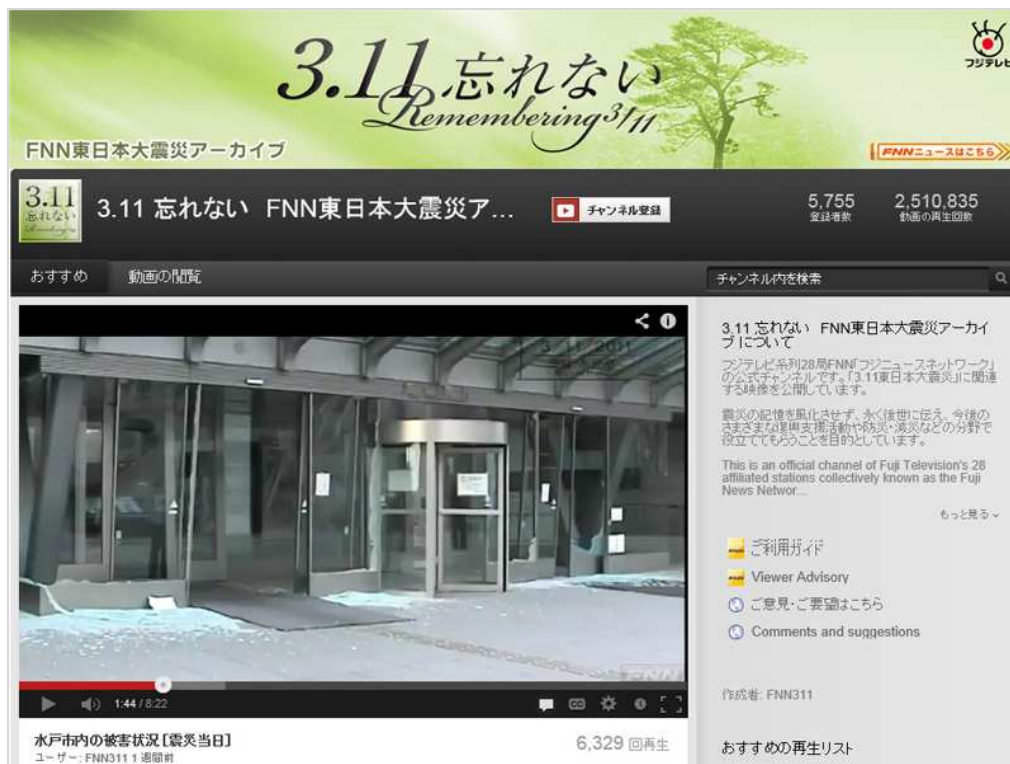 3.11 忘れない
Remembering 3/11
フジテレビ
FNN東日本大震災アーカイブ
FNNニュースはこちら
3.11
忘れない
3.11 忘れない FNN東日本大震災ア...
チャンネル登録
5,755
登録者数
2,510,835
動画の再生回数
おすすめ
動画の閲覧
チャンネル内を検索
3.11 2011
FNN
1:44 / 8:22
水戸市内の被害状況【震災当日】
ユーザー: FNN311 1 週間前
6,329 回再生
3.11 忘れない FNN東日本大震災アーカイ
ブ について
フジテレビ系列28局FNN「フジニュースネットワーク」
の公式チャンネルです。「3.11東日本大震災」に関連
する映像を公開しています。
震災の記憶を風化させず、永く後世に伝え、今後の
さまざまな復興支援活動や防災・減災などの分野で
役立ててもらうことを目的としています。
This is an official channel of Fuji Television's 28
affiliated stations collectively known as the Fuji
News Networ...
もっと見る
ご利用ガイド
Viewer Advisory
ご意見・ご要望はこちら
Comments and suggestions
作成者: FNN311
おすすめの再生リスト